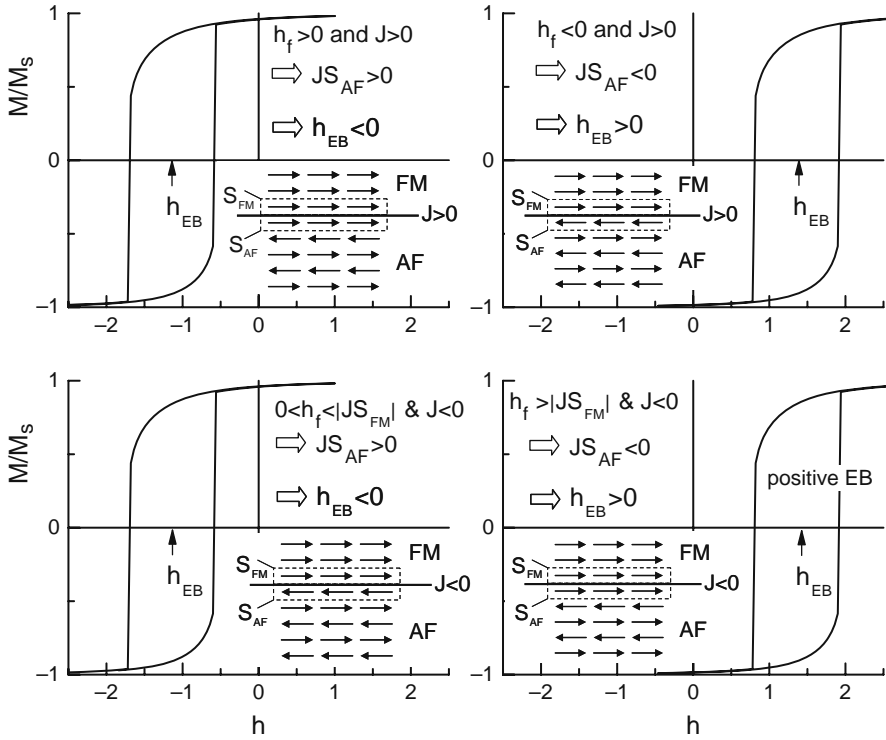 M/Mₛ
1
0
−1
h_f >0 and J>0
⇨ JS_AF>0
⇨ h_EB<0
h_EB
S_FM
S_AF
FM
J>0
AF
−2 −1 0 1 2
h_f <0 and J>0
⇨ JS_AF<0
⇨ h_EB>0
1
0
−1
S_FM
S_AF
FM
J>0
AF
h_EB
−2 −1 0 1 2
M/Mₛ
1
0
−1
0<h_f<|JS_FM| & J<0
⇨ JS_AF>0
⇨ h_EB<0
h_EB
S_FM
S_AF
FM
J<0
AF
−2 −1 0 1 2
h
h_f >|JS_FM| & J<0
⇨ JS_AF<0
positive EB
⇨ h_EB>0
1
0
−1
S_FM
S_AF
FM
J<0
AF
h_EB
−2 −1 0 1 2
h